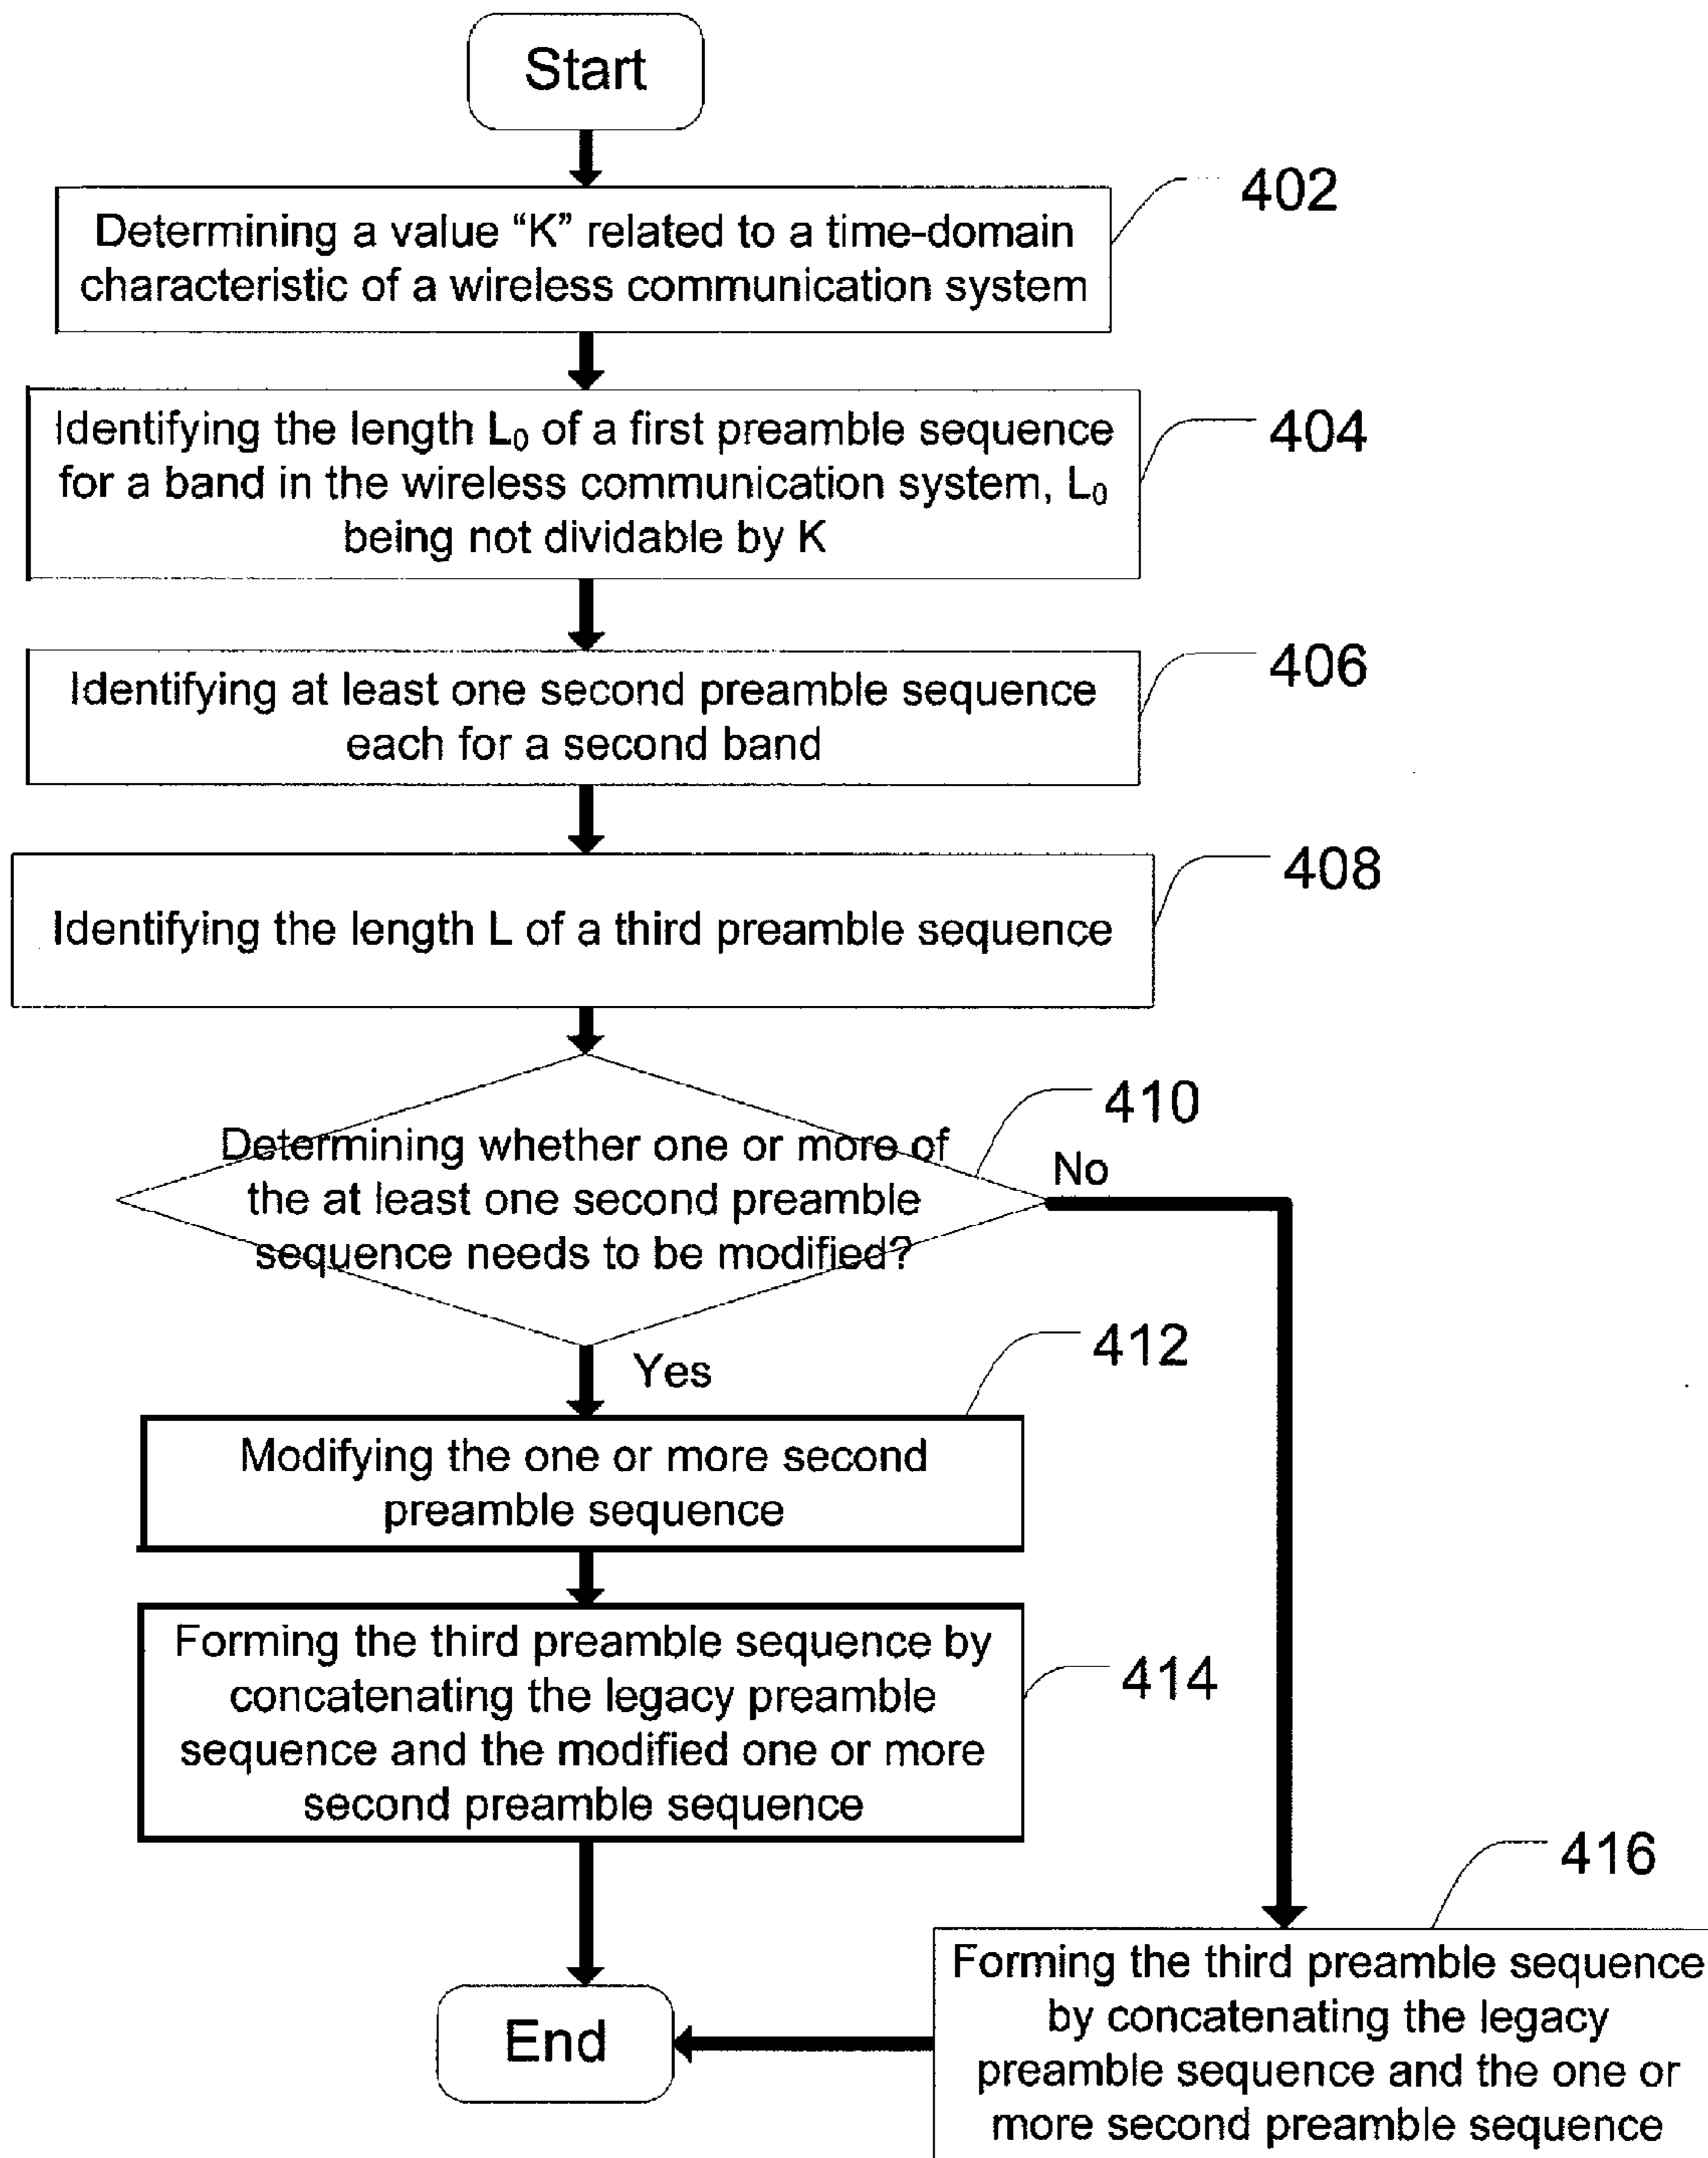 Start
402
Determining a value “K” related to a time-domain
characteristic of a wireless communication system
404
Identifying the length L₀ of a first preamble sequence
for a band in the wireless communication system, L₀
being not dividable by K
406
Identifying at least one second preamble sequence
each for a second band
408
Identifying the length L of a third preamble sequence
410
Determining whether one or more of
the at least one second preamble
sequence needs to be modified?
No
Yes
412
Modifying the one or more second
preamble sequence
414
Forming the third preamble sequence by
concatenating the legacy preamble
sequence and the modified one or more
second preamble sequence
416
Forming the third preamble sequence
by concatenating the legacy
preamble sequence and the one or
more second preamble sequence
End